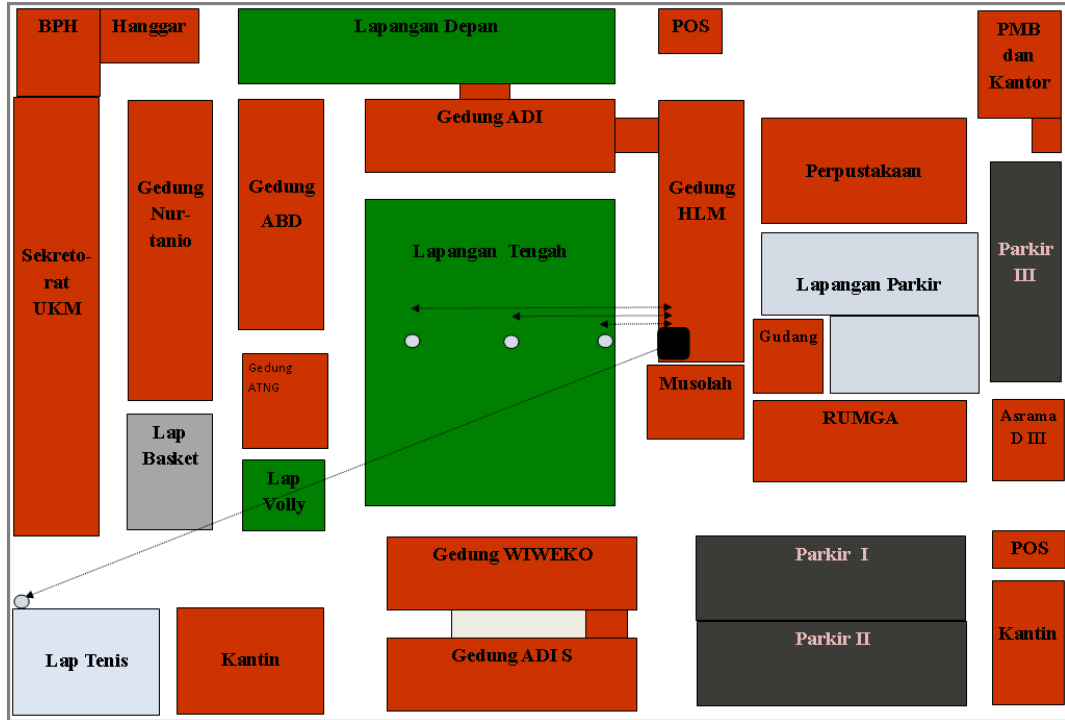 BPH
Hanggar
Lapangan Depan
POS
PMB
dan
Kantor
Gedung ADI
Gedung
Nur-
tanio
Gedung
ABD
Gedung
HLM
Perpustakaan
Sekreto-
rat
UKM
Lapangan Tengah
Lapangan Parkir
Parkir
III
Gudang
Gedung
ATNG
Musolah
RUMGA
Asrama
D III
Lap
Basket
Lap
Volly
Gedung WIWEKO
Parkir I
POS
Lap Tenis
Kantin
Gedung ADI S
Parkir II
Kantin